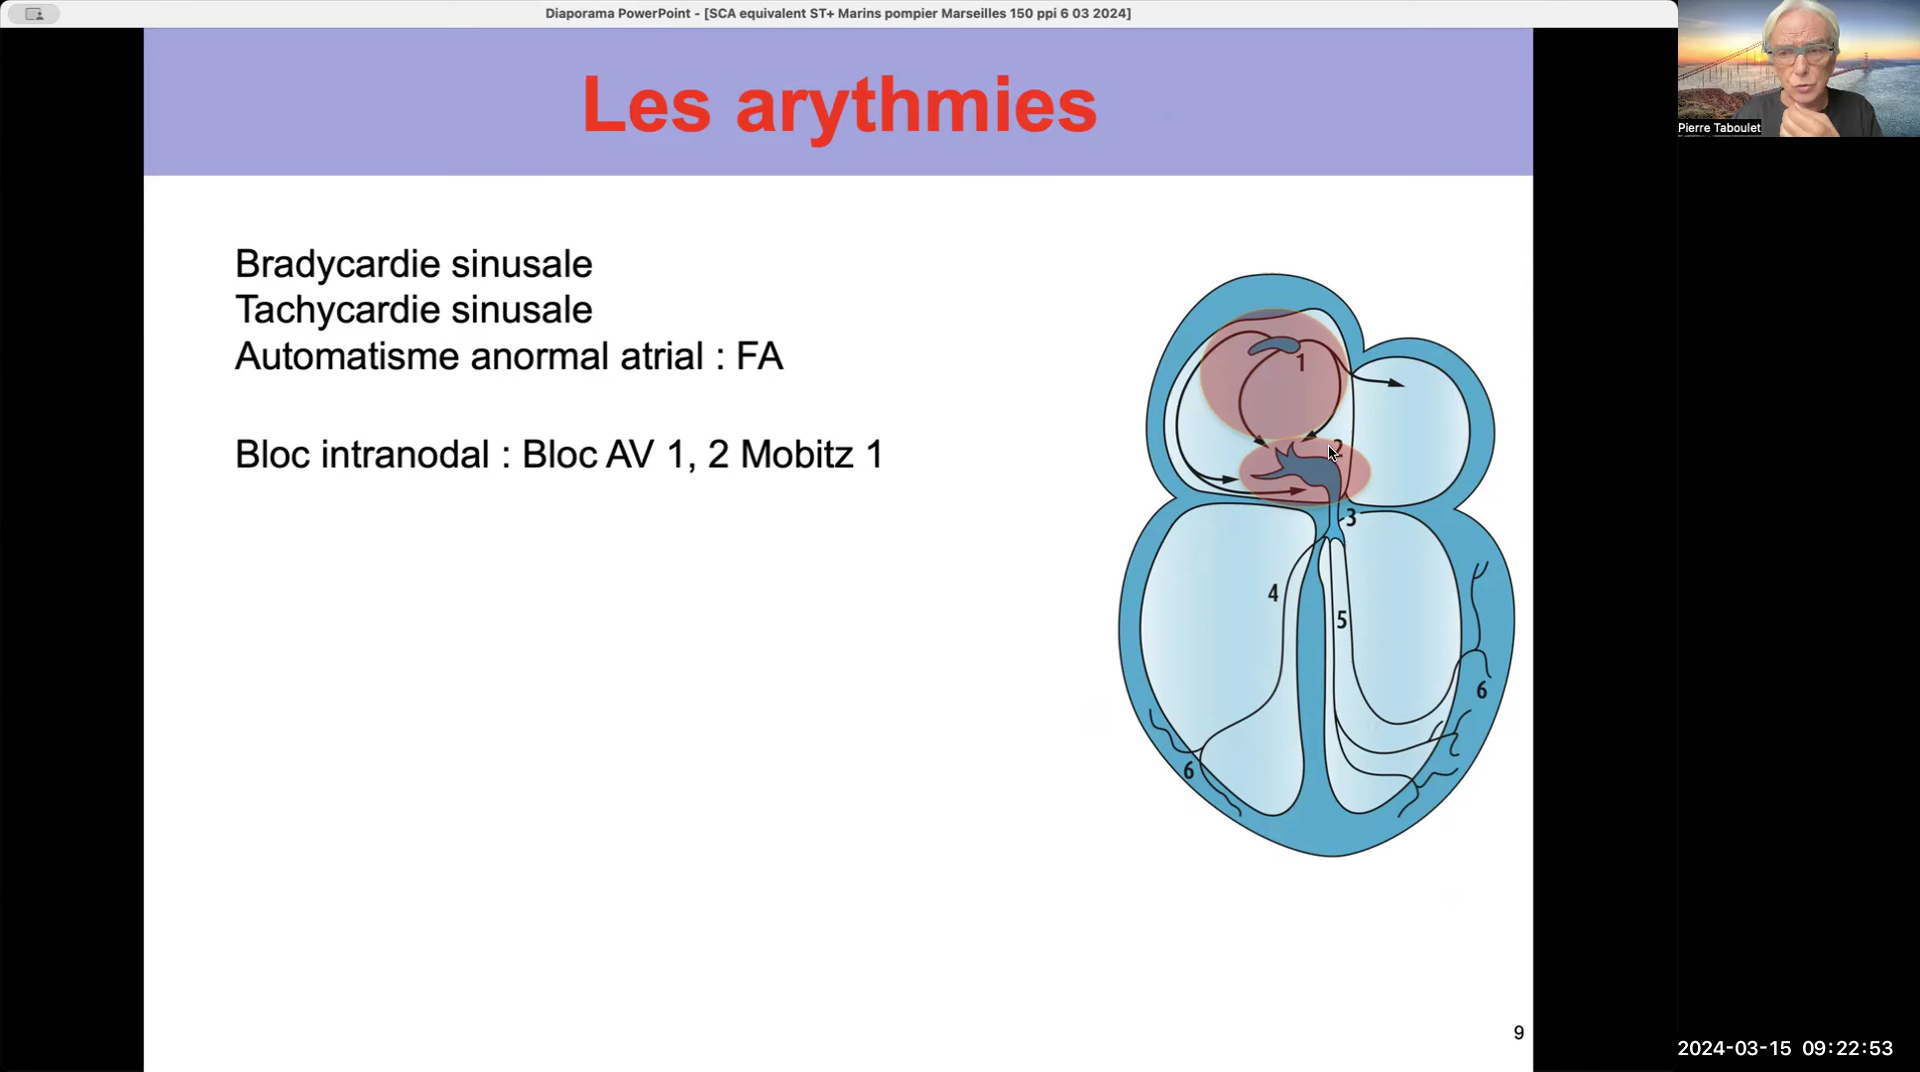 Diaporama PowerPoint - [SCA equivalent ST+ Marins pompier Marseilles 150 ppi 6 03 2024]
Les arythmies
Pierre Taboulet
Bradycardie sinusale
Tachycardie sinusale
Automatisme anormal atrial : FA
Bloc intranodal : Bloc AV 1, 2 Mobitz 1
1
2
3
4
5
6
6
9
2024-03-15 09:22:53